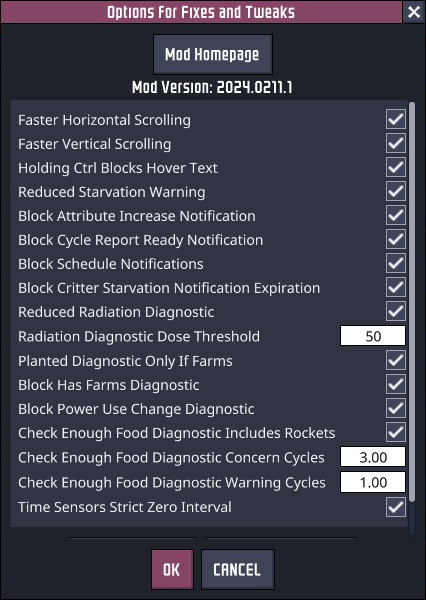 Options For Fixes and Tweaks
Mod Homepage
Mod Version: 2024.0211.1
Faster Horizontal Scrolling
Faster Vertical Scrolling
Holding Ctrl Blocks Hover Text
Reduced Starvation Warning
Block Attribute Increase Notification
Block Cycle Report Ready Notification
Block Schedule Notifications
Block Critter Starvation Notification Expiration
Reduced Radiation Diagnostic
Radiation Diagnostic Dose Threshold 50
Planted Diagnostic Only If Farms
Block Has Farms Diagnostic
Block Power Use Change Diagnostic
Check Enough Food Diagnostic Includes Rockets
Check Enough Food Diagnostic Concern Cycles 3.00
Check Enough Food Diagnostic Warning Cycles 1.00
Time Sensors Strict Zero Interval
OK CANCEL